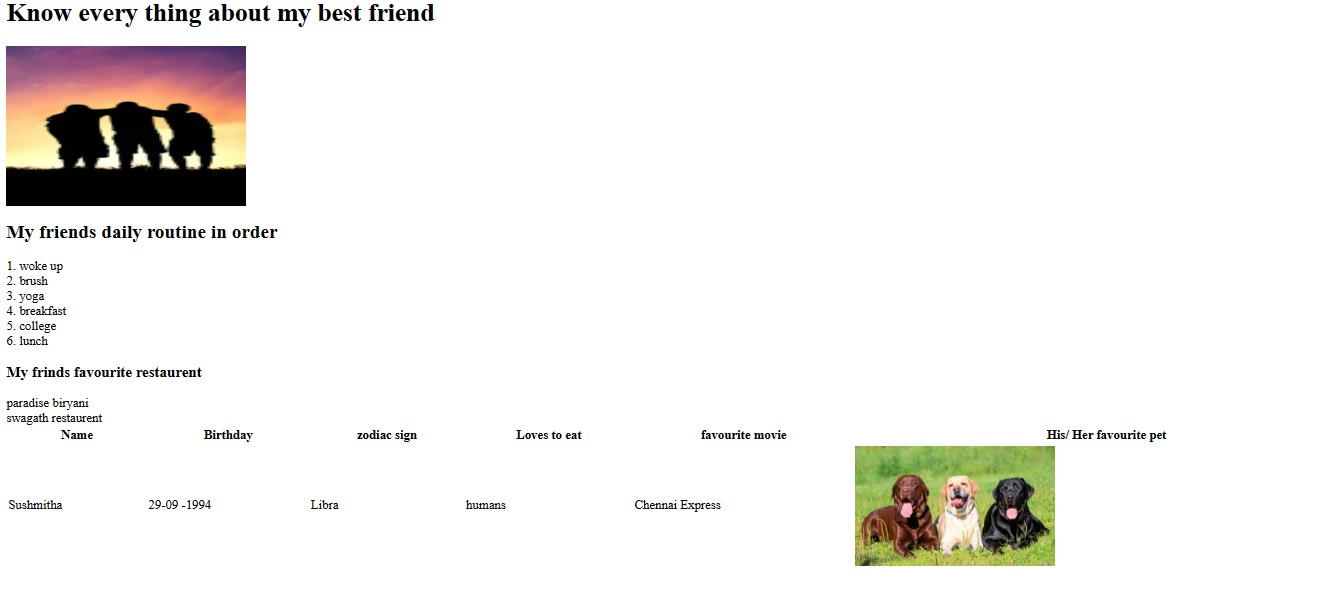 Know every thing about my best friend
My friends daily routine in order
1. woke up
2. brush
3. yoga
4. breakfast
5. college
6. lunch
My frinds favourite restaurent
paradise biryani
swagath restaurent
Name Birthday zodiac sign Loves to eat favourite movie His/ Her favourite pet
Sushmitha 29-09 -1994 Libra humans Chennai Express